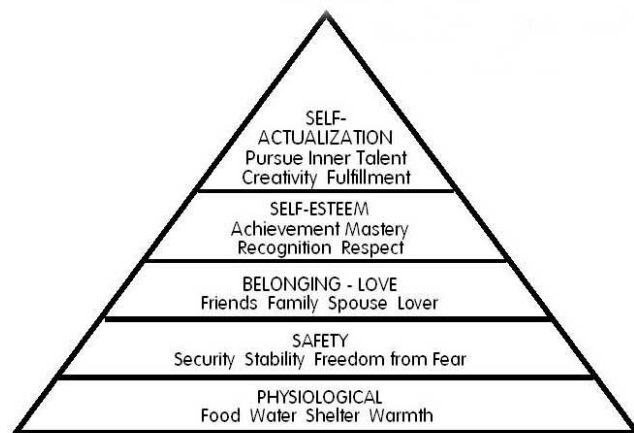 SELF-
ACTUALIZATION
Pursue Inner Talent
Creativity Fulfillment
SELF-ESTEEM
Achievement Mastery
Recognition Respect
BELONGING - LOVE
Friends Family Spouse Lover
SAFETY
Security Stability Freedom from Fear
PHYSIOLOGICAL
Food Water Shelter Warmth